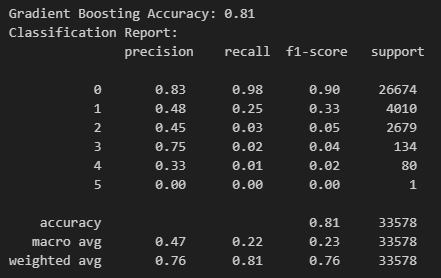 Gradient Boosting Accuracy: 0.81
Classification Report:
precision recall f1-score support
0 0.83 0.98 0.90 26674
1 0.48 0.25 0.33 4010
2 0.45 0.03 0.05 2679
3 0.75 0.02 0.04 134
4 0.33 0.01 0.02 80
5 0.00 0.00 0.00 1
accuracy 0.81 33578
macro avg 0.47 0.22 0.23 33578
weighted avg 0.76 0.81 0.76 33578